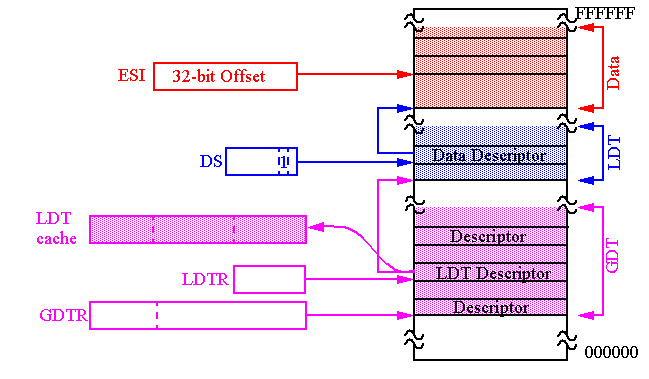 FFFFFF
ESI 32-bit Offset
Data
DS 1 Data Descriptor
LDT
LDT
cache
Descriptor
LDTR LDT Descriptor
GDT
GDTR Descriptor
000000